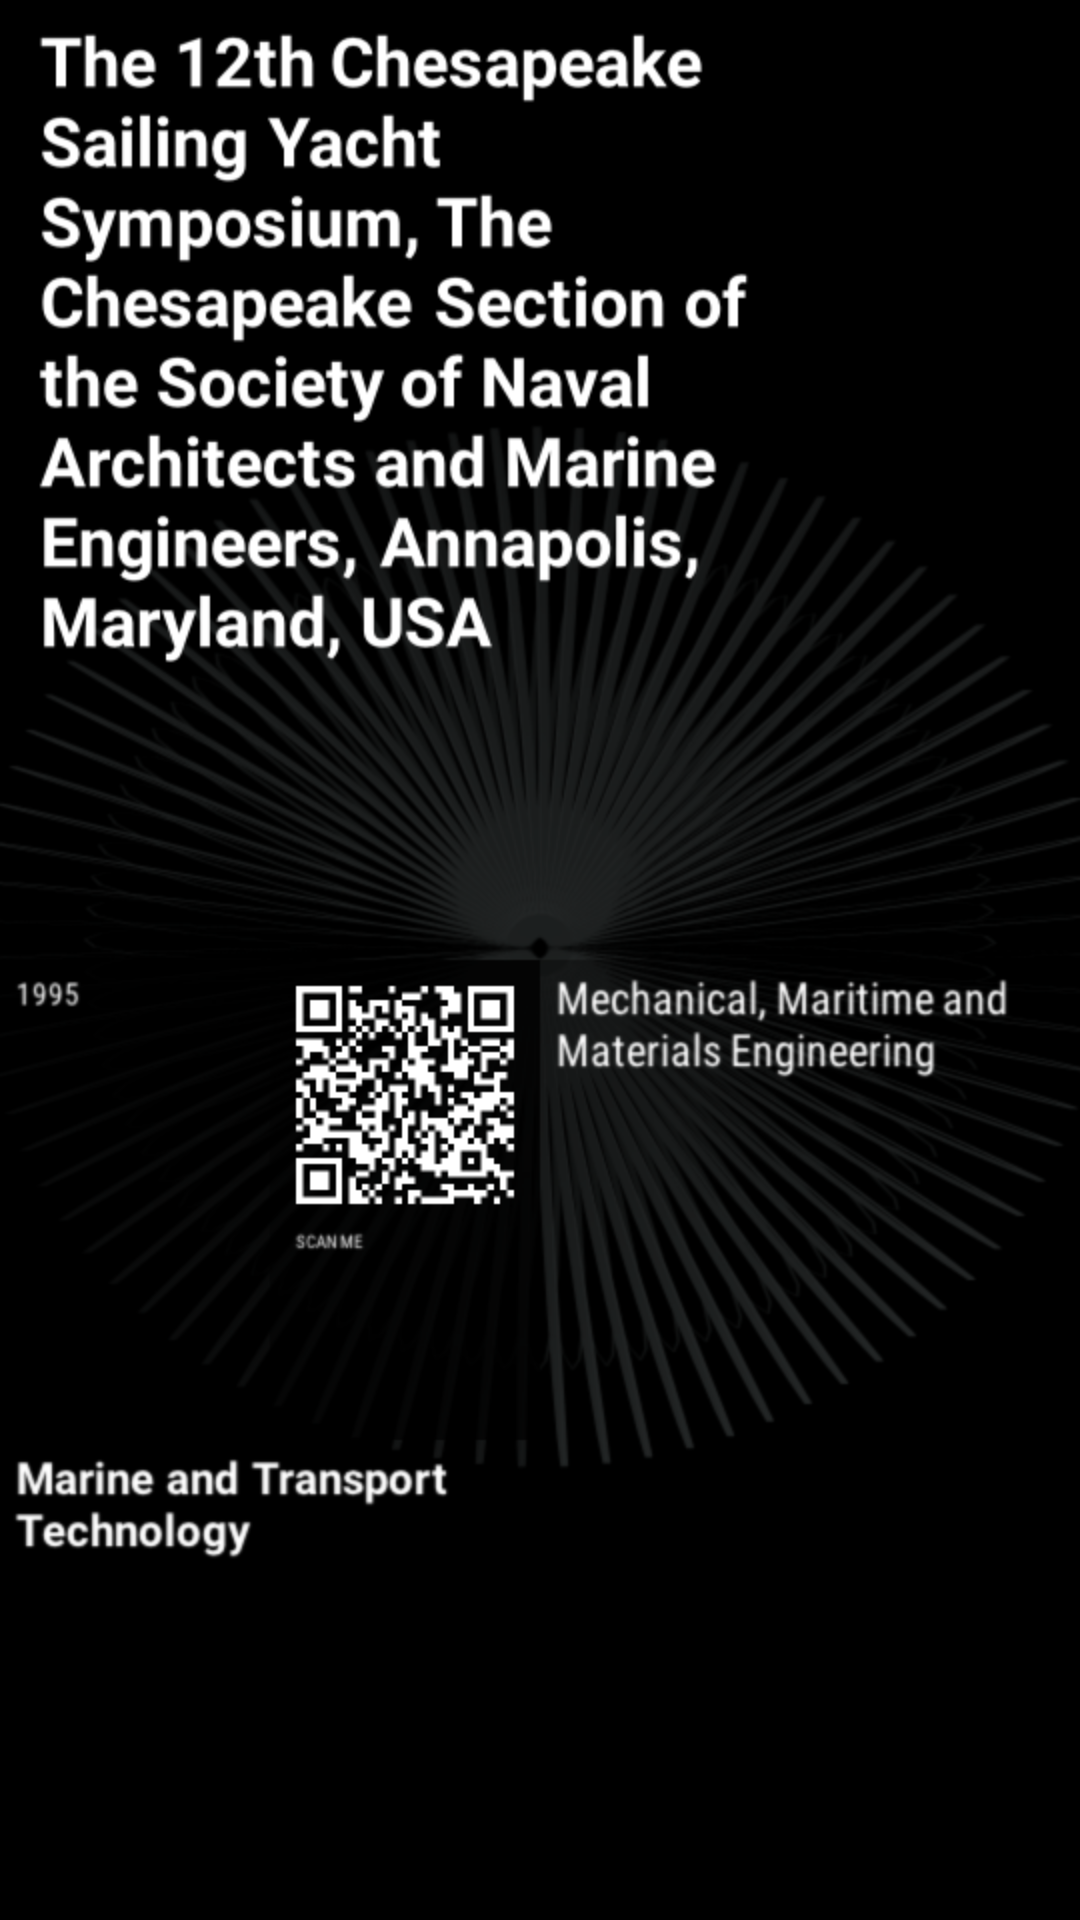 The 12th Chesapeake
Sailing Yacht
Symposium, The
Chesapeake Section of
the Society of Naval
Architects and Marine
Engineers, Annapolis,
Maryland, USA
1995
Mechanical, Maritime and
Materials Engineering
SCAN ME
Marine and Transport
Technology